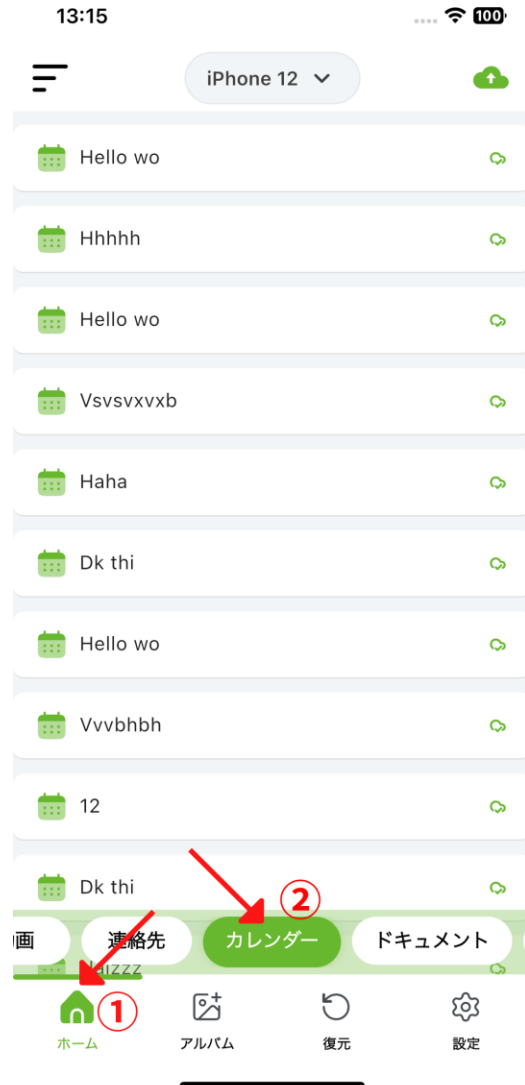 13:15
100
iPhone 12
Hello wo
Hhhhh
Hello wo
Vsvsvxvxb
Haha
Dk thi
Hello wo
Vvvbhbh
12
Dk thi
②
画 連絡先 カレンダー ドキュメント
①
ホーム アルバム 復元 設定